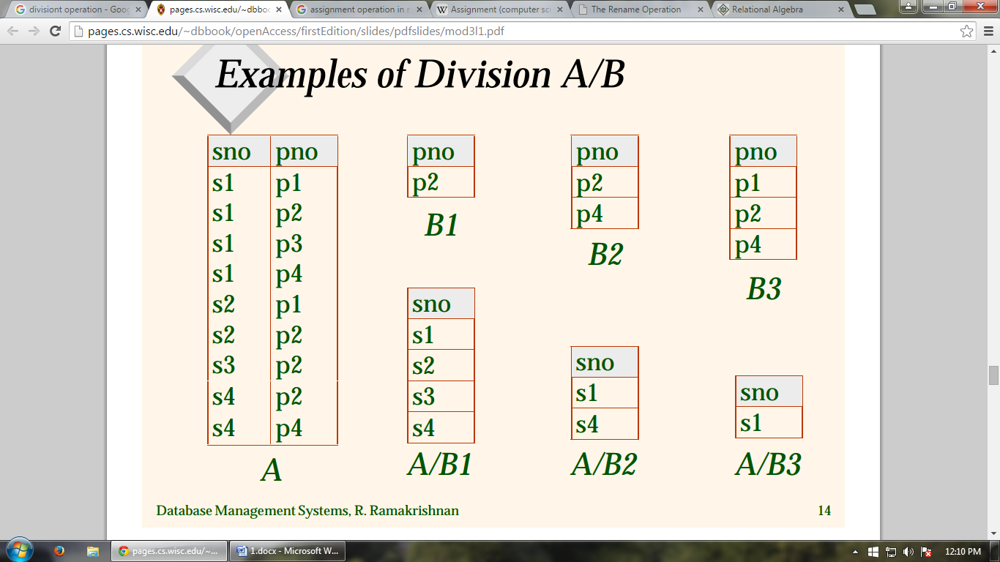 divisiont operation - Goog
pages.cs.wisc.edu/~dbboo
assignment operation in r
Assignment (computer sci
The Rename Operation
Relational Algebra
pages.cs.wisc.edu/~dbbook/openAccess/firstEdition/slides/pdfslides/mod3l1.pdf
Examples of Division A/B
sno pno
s1 p1
s1 p2
s1 p3
s1 p4
s2 p1
s2 p2
s3 p2
s4 p2
s4 p4
A
pno
p2
B1
sno
s1
s2
s3
s4
A/B1
pno
p2
p4
B2
sno
s1
s4
A/B2
pno
p1
p2
p4
B3
sno
s1
A/B3
Database Management Systems, R. Ramakrishnan 14
pages.cs.wisc.edu/~...
1.docx - Microsoft W...
12:10 PM